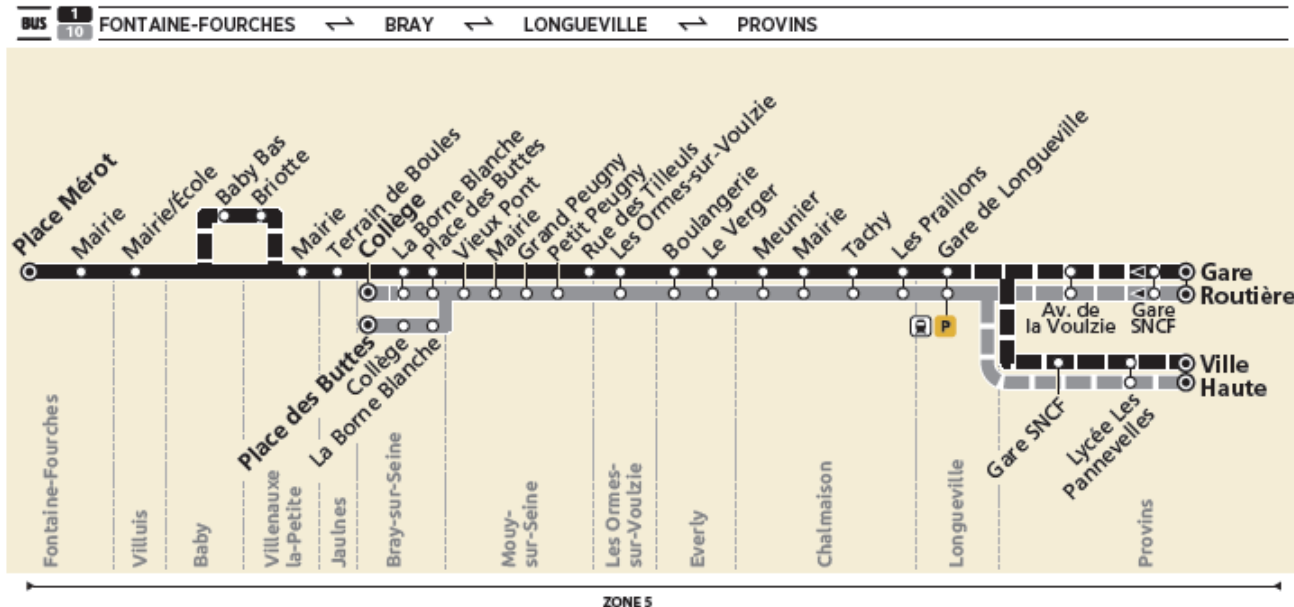 BUS 1 10 FONTAINE-FOURCHES BRAY LONGUEVILLE PROVINS
Place Mérot
Mairie
Mairie/École
Baby Bas
Briotte
Mairie
Terrain de Boules
Collège
La Borne Blanche
Place des Buttes
Vieux Pont
Mairie
Grand Peugny
Petit Peugny
Rue des Tilleuls
Les Ormes-sur-Voulzie
Boulangerie
Le Verger
Meunier
Mairie
Tachy
Les Praillons
Gare de Longueville
Gare
Routière
Av. de
la Voulzie
Gare
SNCF
P
Ville
Haute
Gare SNCF
Lycée Les
Pannevelles
Place des Buttes
Collège
La Borne Blanche
Fontaine-Fourches
Villuis
Baby
Villenauxe
la-Petite
Jaulnes
Bray-sur-Seine
Mouy-
sur-Seine
Les Ormes-
sur-Voulzie
Everly
Chalmaison
Longueville
Provins
ZONE 5